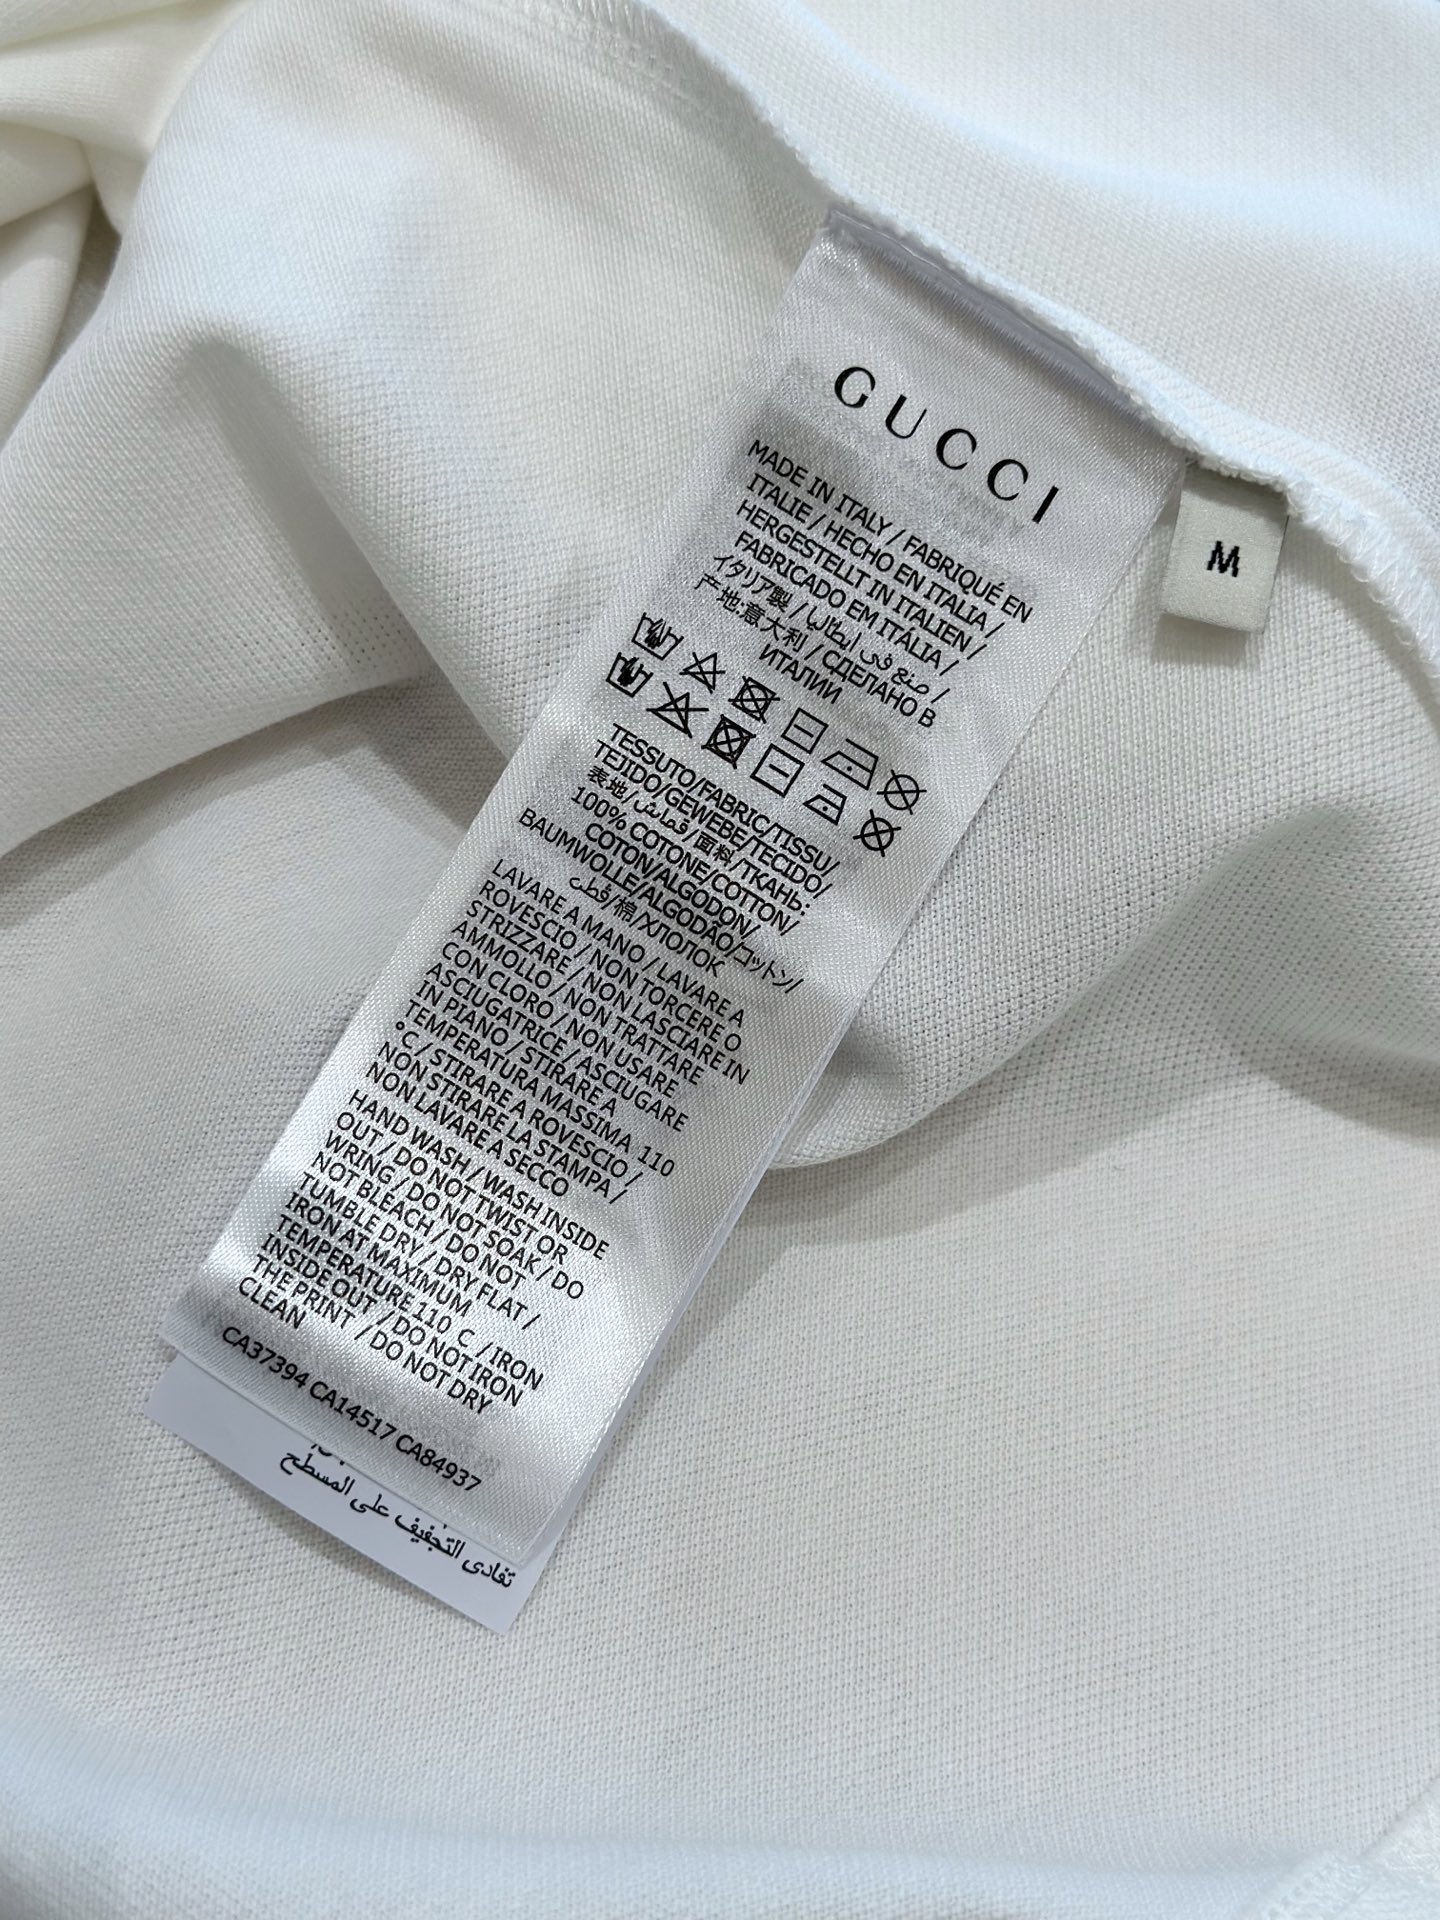 GUCCI
MADE IN ITALY / FABRIQUÉ EN
ITALIE / HECHO EN ITALIA /
HERGESTELLT IN ITALIEN /
FABRICADO EM ITÁLIA /
イタリア製 / صنع في ايطاليا /
产地:意大利 / СДЕЛАНО В
ИТАЛИИ
M
TESSUTO/FABRIC/TISSU/
TEJIDO/GEWEBE/TECIDO/
表地/قماش/面料/ТКАНЬ:
100% COTONE/COTTON/
COTON/ALGODON/
BAUMWOLLE/ALGODÃO/コットン/
قطن/棉/ХЛОПОК
LAVARE A MANO / LAVARE A
ROVESCIO / NON TORCERE O
STRIZZARE / NON LASCIARE IN
AMMOLLO / NON TRATTARE
CON CLORO / NON USARE
ASCIUGATRICE / ASCIUGARE
IN PIANO / STIRARE A
TEMPERATURA MASSIMA 110
°C / STIRARE A ROVESCIO /
NON STIRARE LA STAMPA /
NON LAVARE A SECCO
HAND WASH / WASH INSIDE
OUT / DO NOT TWIST OR
WRING / DO NOT SOAK / DO
NOT BLEACH / DO NOT
TUMBLE DRY / DRY FLAT /
IRON AT MAXIMUM
TEMPERATURE 110 C / IRON
INSIDE OUT / DO NOT IRON
THE PRINT / DO NOT DRY
CLEAN
CA37394 CA14517 CA84937
تفادى التجفيف على المسطح